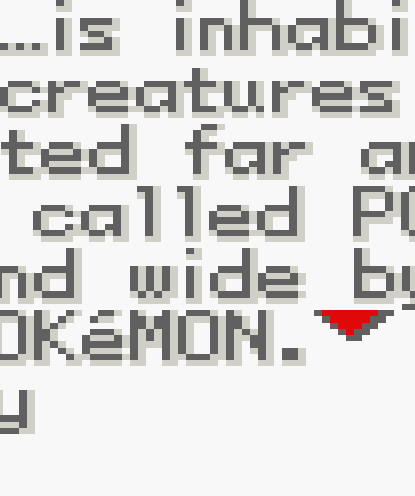 ...is inhabi
creatures
ted far a
called P
nd wide b
OKéMON.
y